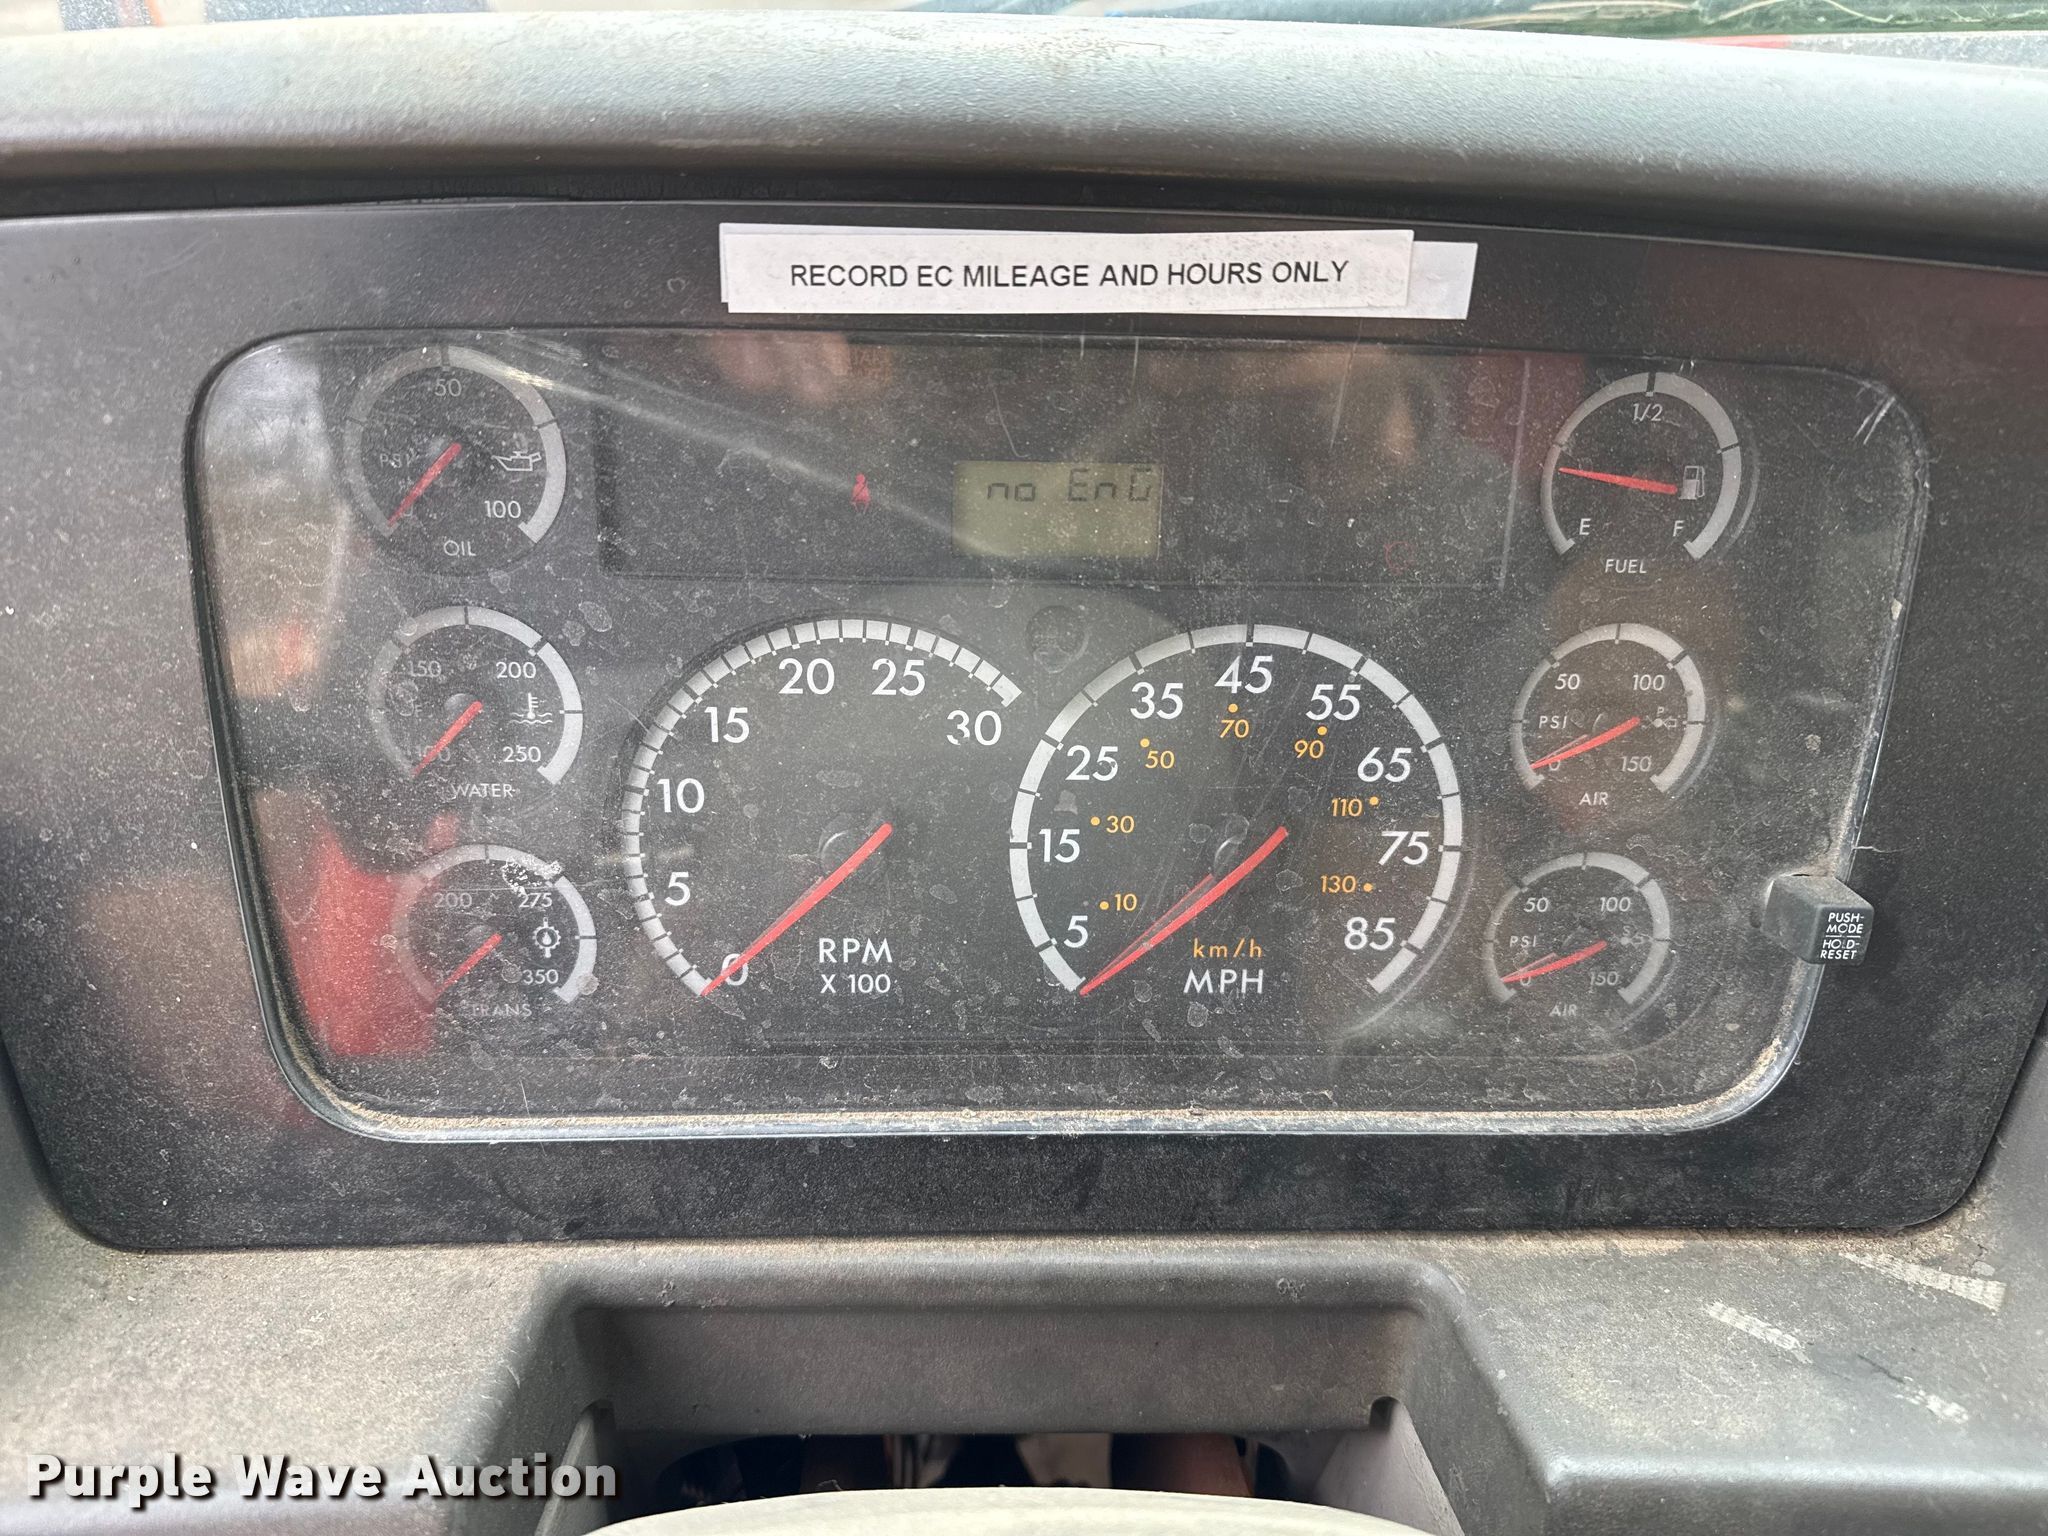 RECORD EC MILEAGE AND HOURS ONLY
50
PSI
100
OIL
no EnG
1/2
E F
FUEL
150 200
100 250
WATER
200 275
350
TRANS
0 5 10 15 20 25 30
RPM
X 100
5 15 25 35 45 55 65 75 85
10 30 50 70 90 110 130
km/h
MPH
50 100
PSI P
0 150
AIR
50 100
PSI S
0 150
AIR
PUSH-
MODE
HOLD-
RESET
Purple Wave Auction